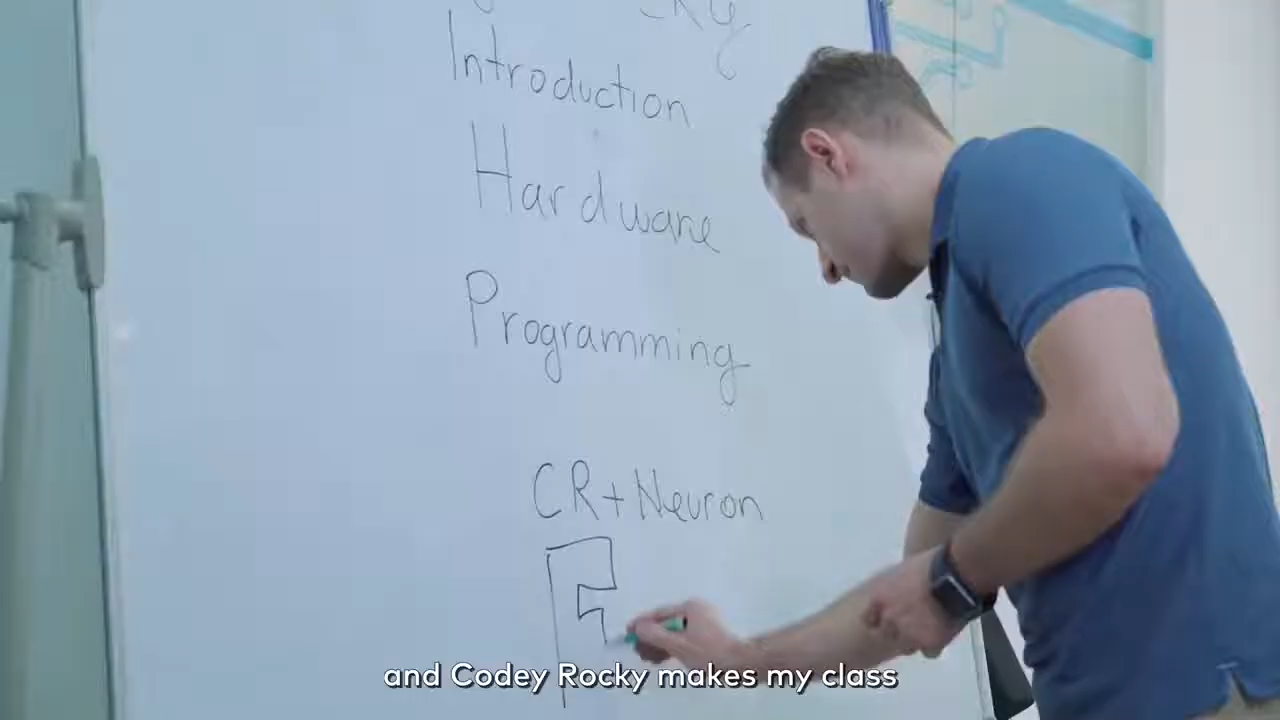 Introduction
Hardware
Programming
CR+Neuron
and Codey Rocky makes my class